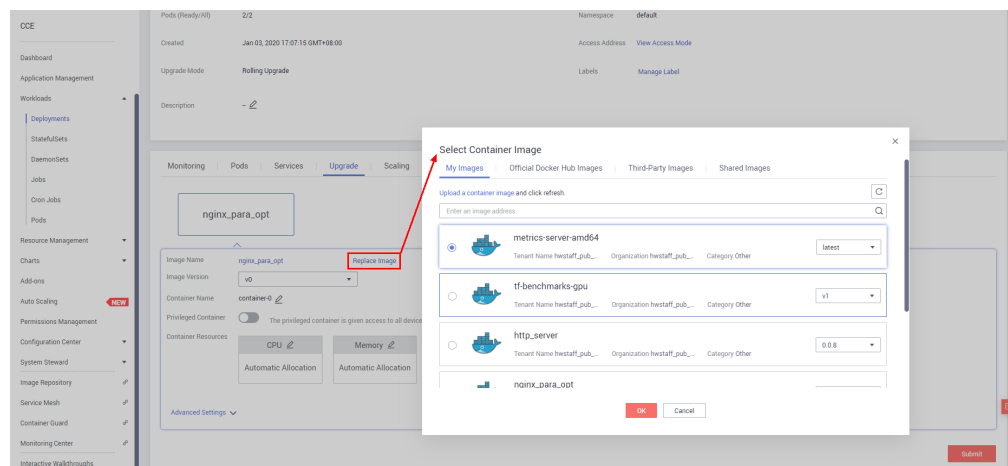 CCE
Dashboard
Application Management
Workloads
Deployments
StatefulSets
DaemonSets
Jobs
Cron Jobs
Pods
Resource Management
Charts
Add-ons
Auto Scaling NEW
Permissions Management
Configuration Center
System Steward
Image Repository
Service Mesh
Container Guard
Monitoring Center
Interactive Walkthroughs
Pods (Ready/All) 2/2 Namespace default
Created Jan 03, 2020 17:07:15 GMT+08:00 Access Address View Access Mode
Upgrade Mode Rolling Upgrade Labels Manage Label
Description –
Monitoring Pods Services Upgrade Scaling
nginx_para_opt
Image Name nginx_para_opt Replace Image
Image Version v0
Container Name container-0
Privileged Container The privileged container is given access to all device
Container Resources CPU Memory
Automatic Allocation Automatic Allocation
Advanced Settings
Select Container Image
My Images Official Docker Hub Images Third-Party Images Shared Images
Upload a container image and click refresh.
Enter an image address
metrics-server-amd64 latest
Tenant Name hwstaff_pub_... Organization hwstaff_pub_... Category Other
tf-benchmarks-gpu v1
Tenant Name hwstaff_pub_... Organization hwstaff_pub_... Category Other
http_server 0.0.8
Tenant Name hwstaff_pub_... Organization hwstaff_pub_... Category Other
nginx_para_opt
OK Cancel
Submit